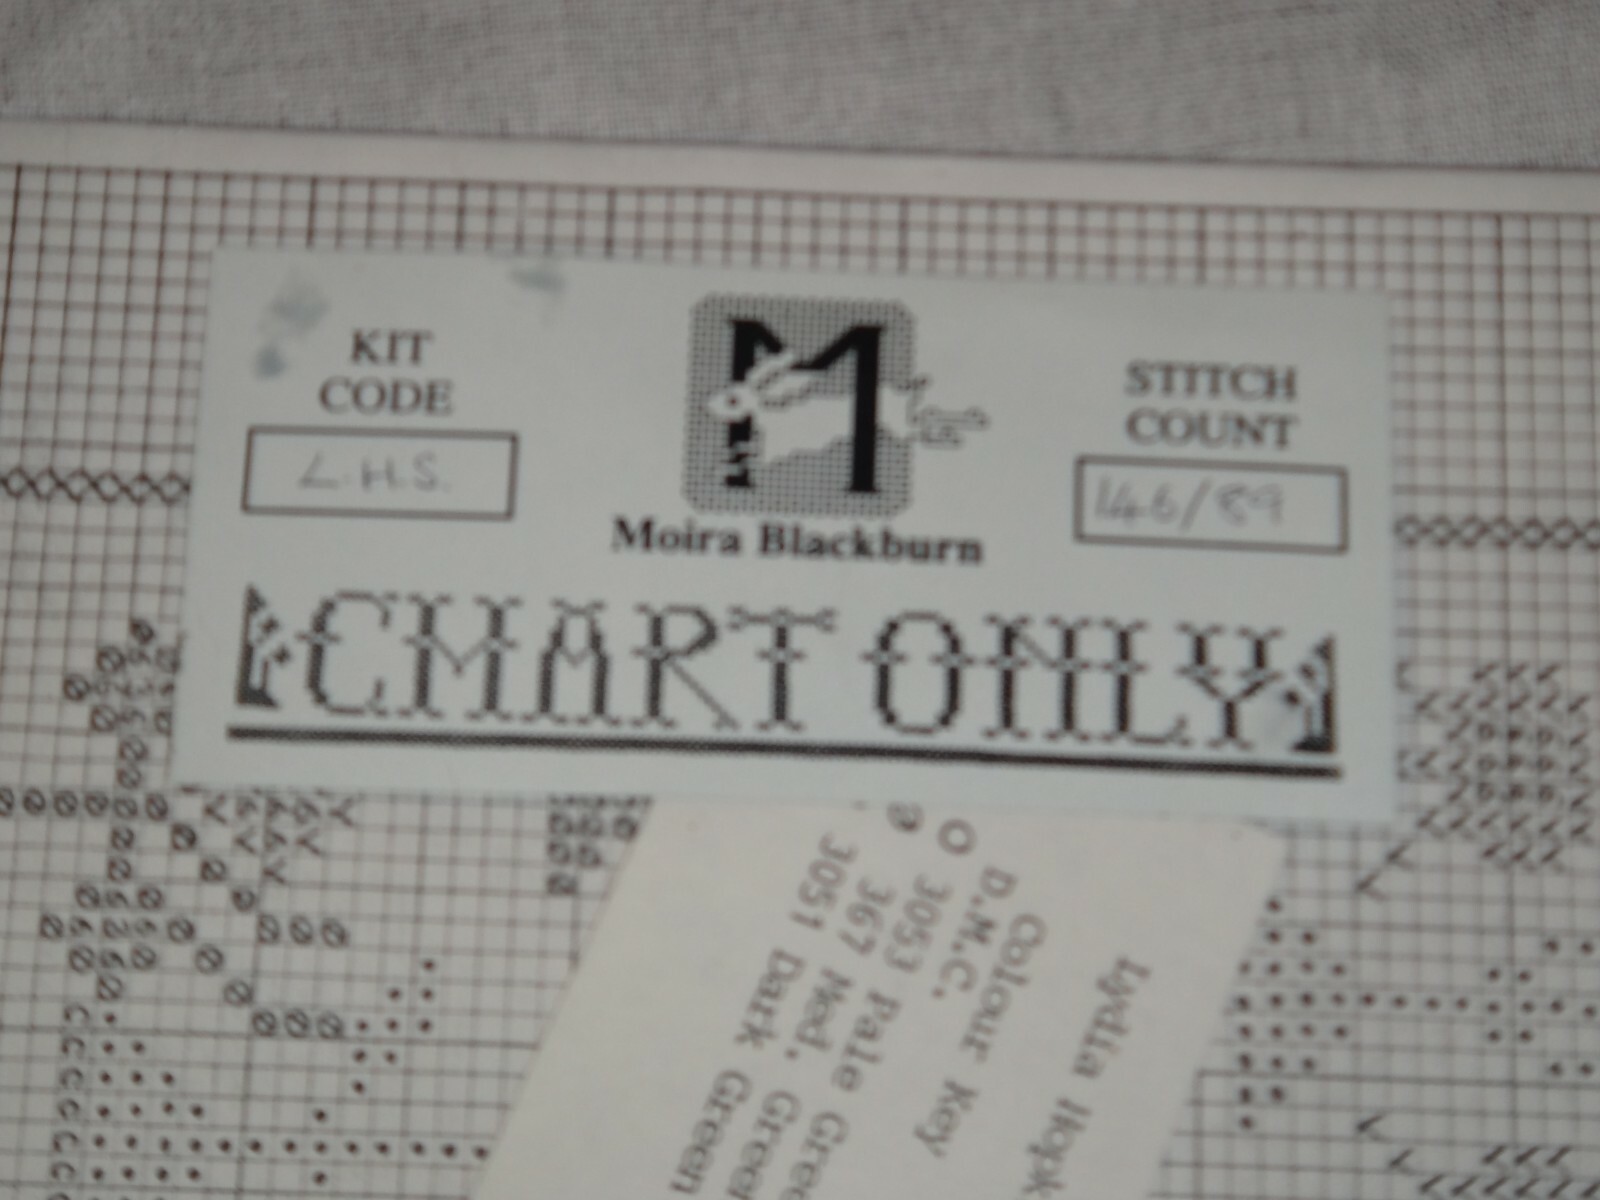 KIT
CODE
L.H.S.
M
Moira Blackburn
STITCH
COUNT
146/89
CHART ONLY
Lydia Hopk
Colour Key
D.M.C.
O 3053 Pale Gree
367 Med. Green
3051 Dark Green